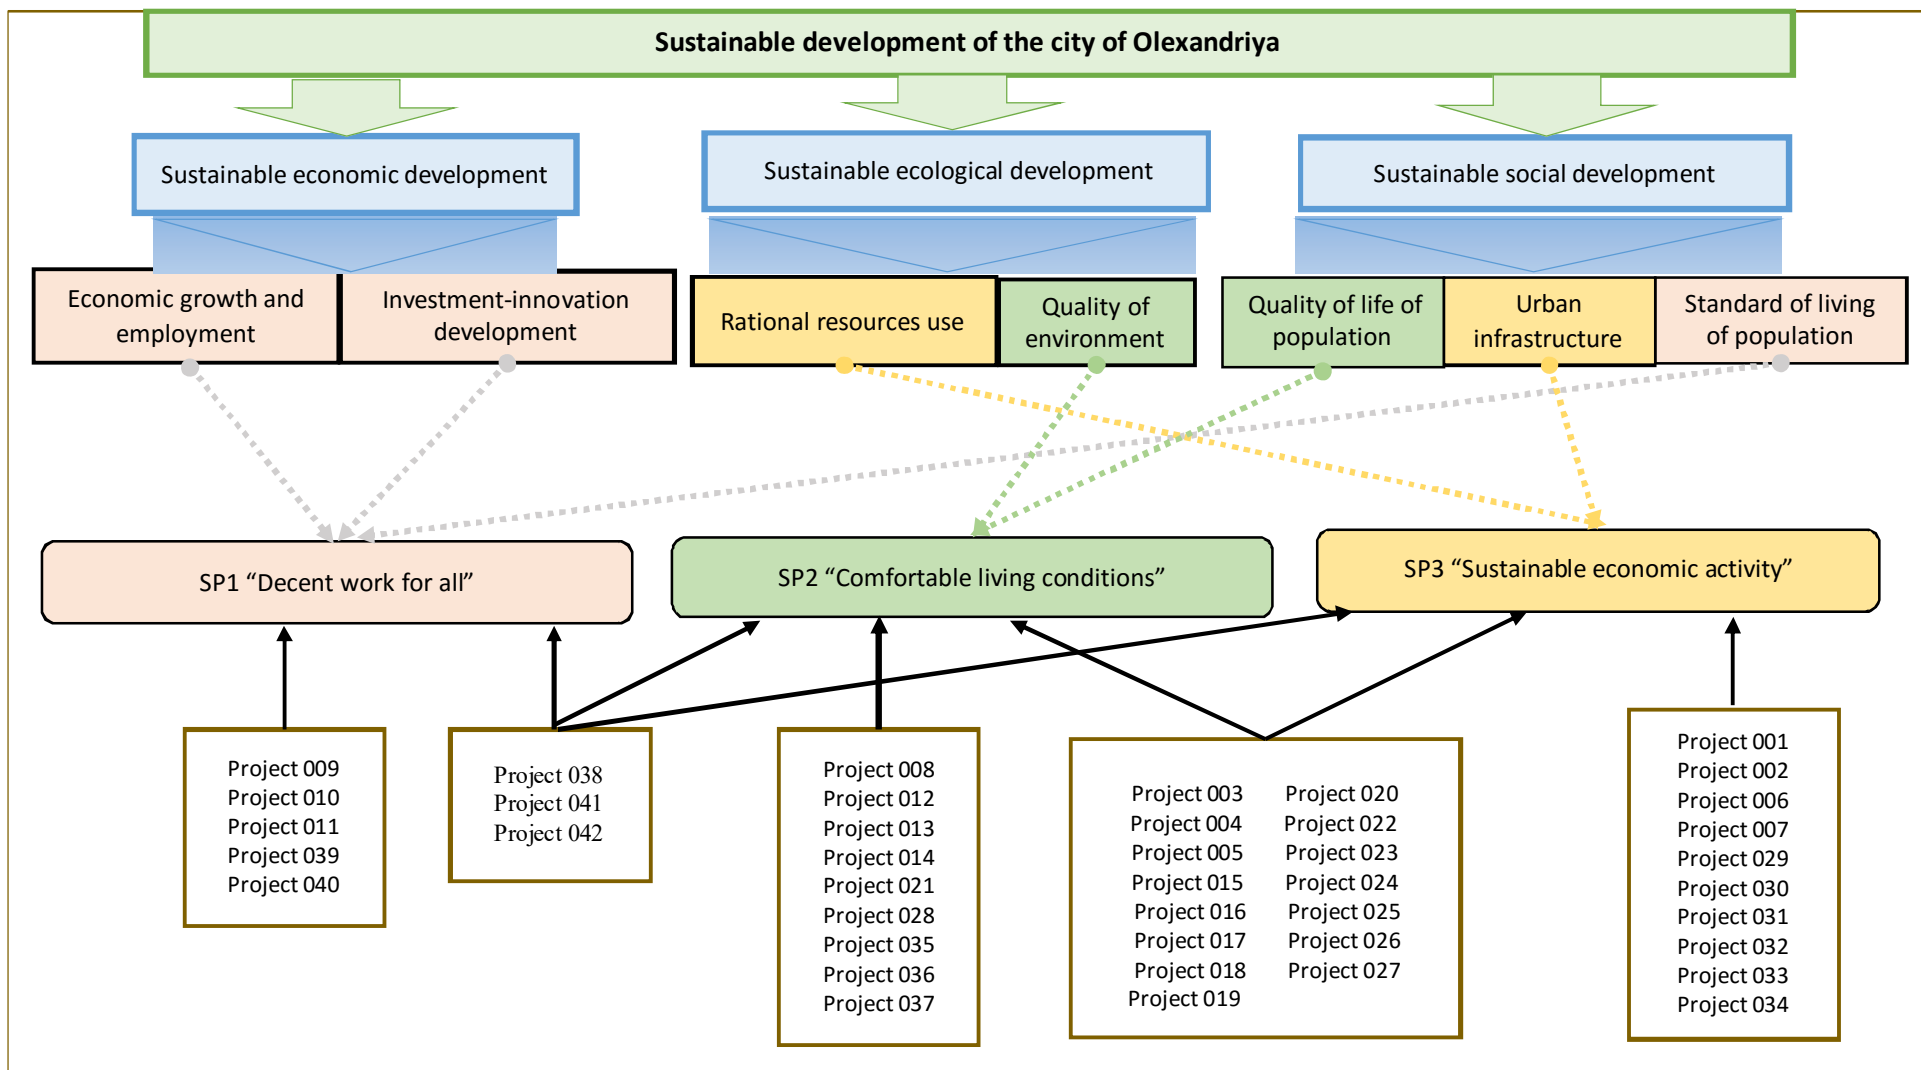 Sustainable development of the city of Olexandriya
Sustainable economic development
Sustainable ecological development
Sustainable social development
Economic growth and
employment
Investment-innovation
development
Rational resources use
Quality of
environment
Quality of life of
population
Urban
infrastructure
Standard of living
of population
SP1 “Decent work for all”
SP2 “Comfortable living conditions”
SP3 “Sustainable economic activity”
Project 009
Project 010
Project 011
Project 039
Project 040
Project 038
Project 041
Project 042
Project 008
Project 012
Project 013
Project 014
Project 021
Project 028
Project 035
Project 036
Project 037
Project 003 Project 020
Project 004 Project 022
Project 005 Project 023
Project 015 Project 024
Project 016 Project 025
Project 017 Project 026
Project 018 Project 027
Project 019
Project 001
Project 002
Project 006
Project 007
Project 029
Project 030
Project 031
Project 032
Project 033
Project 034